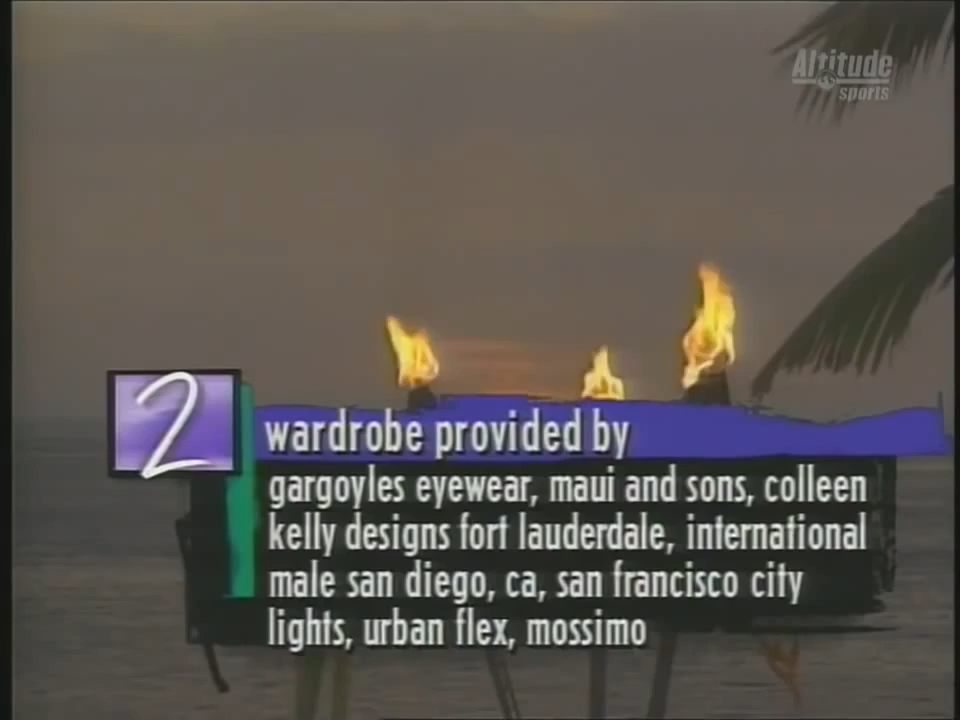 Altitude
sports
2
wardrobe provided by
gargoyles eyewear, maui and sons, colleen
kelly designs fort lauderdale, international
male san diego, ca, san francisco city
lights, urban flex, mossimo